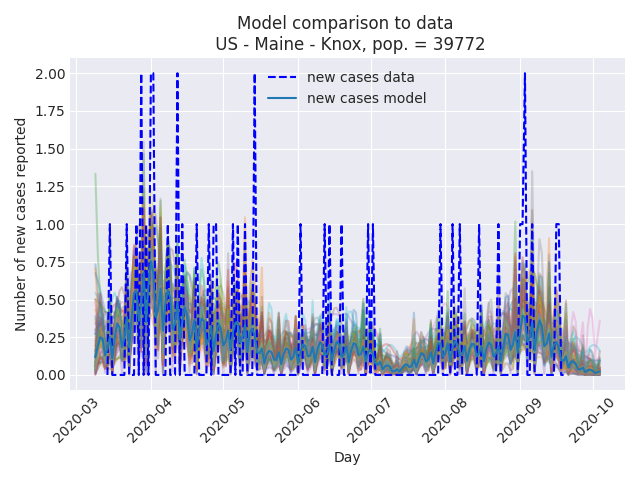 Model comparison to data
US - Maine - Knox, pop. = 39772
new cases data
new cases model
Number of new cases reported
2.00
1.75
1.50
1.25
1.00
0.75
0.50
0.25
0.00
2020-03
2020-04
2020-05
2020-06
2020-07
2020-08
2020-09
2020-10
Day